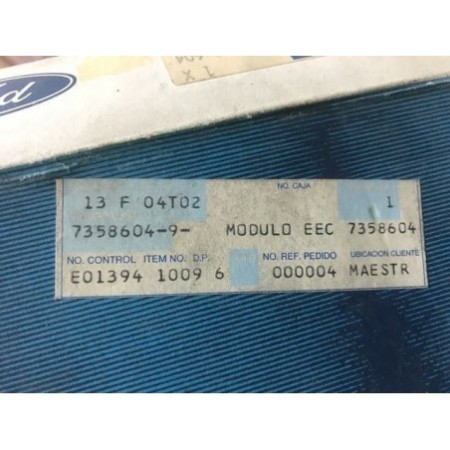 NO. CAJA
13 F 04T02 1
7358604-9- MODULO EEC 7358604
NO. CONTROL ITEM NO. D.P. NO. REF. PEDIDO UBICACION CLIENTE
E01394 1009 6 000004 MAESTR